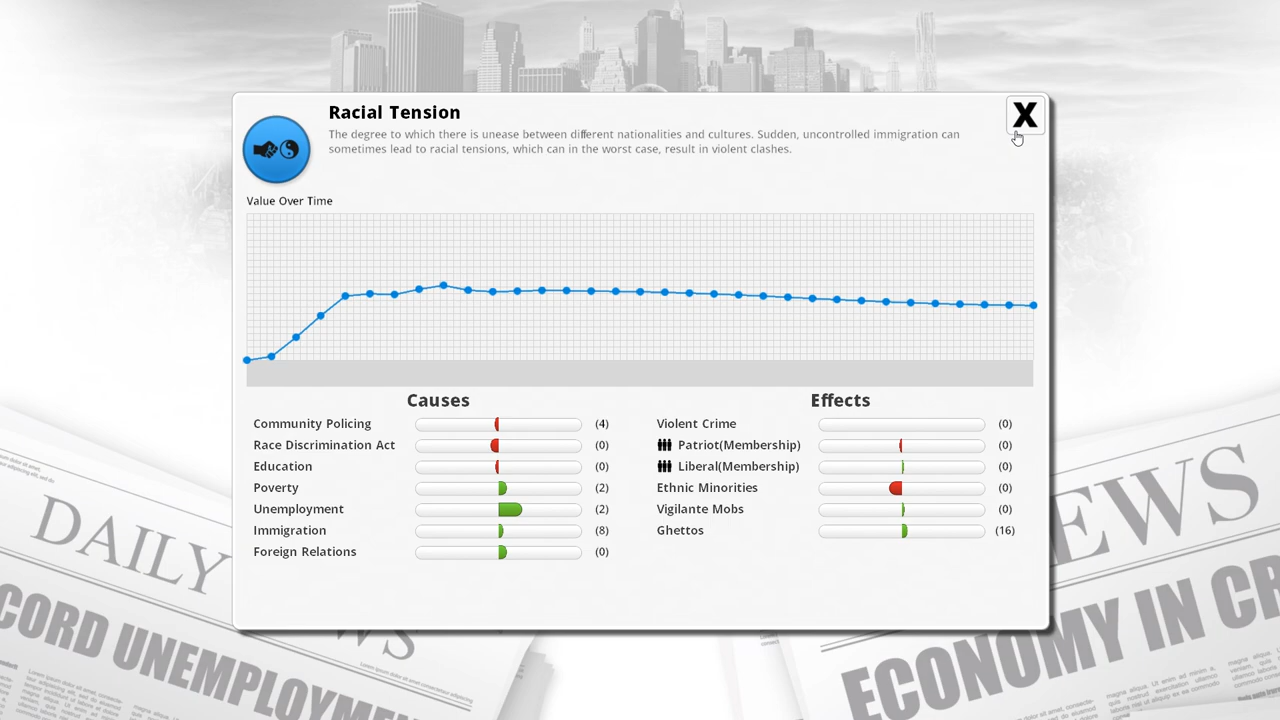 Racial Tension
X
The degree to which there is unease between different nationalities and cultures. Sudden, uncontrolled immigration can
sometimes lead to racial tensions, which can in the worst case, result in violent clashes.
Value Over Time
Causes
Community Policing (4)
Race Discrimination Act (0)
Education (0)
Poverty (2)
Unemployment (2)
Immigration (8)
Foreign Relations (0)
Effects
Violent Crime (0)
Patriot(Membership) (0)
Liberal(Membership) (0)
Ethnic Minorities (0)
Vigilante Mobs (0)
Ghettos (16)
DAILY
WS
CORD UNEMPLOYME
EWS
ECONOMY IN CR